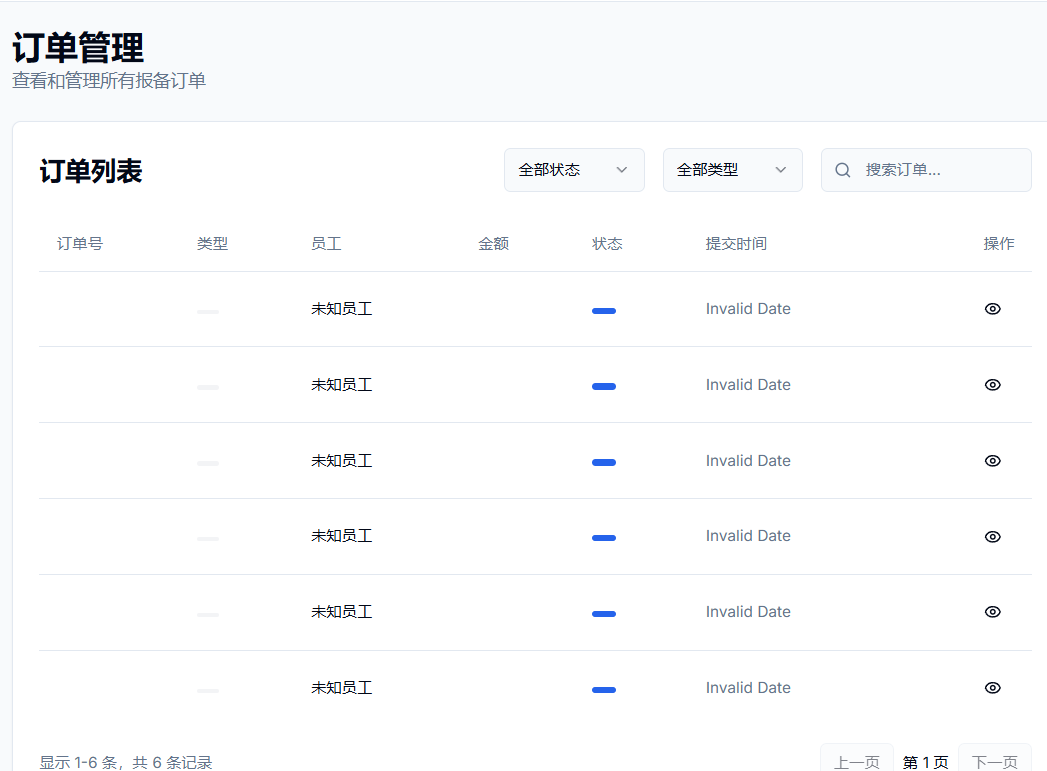 订单管理
查看和管理所有报备订单
订单列表 全部状态 全部类型 搜索订单...
订单号 类型 员工 金额 状态 提交时间 操作
未知员工 Invalid Date
未知员工 Invalid Date
未知员工 Invalid Date
未知员工 Invalid Date
未知员工 Invalid Date
未知员工 Invalid Date
显示 1-6 条，共 6 条记录 上一页 第 1 页 下一页